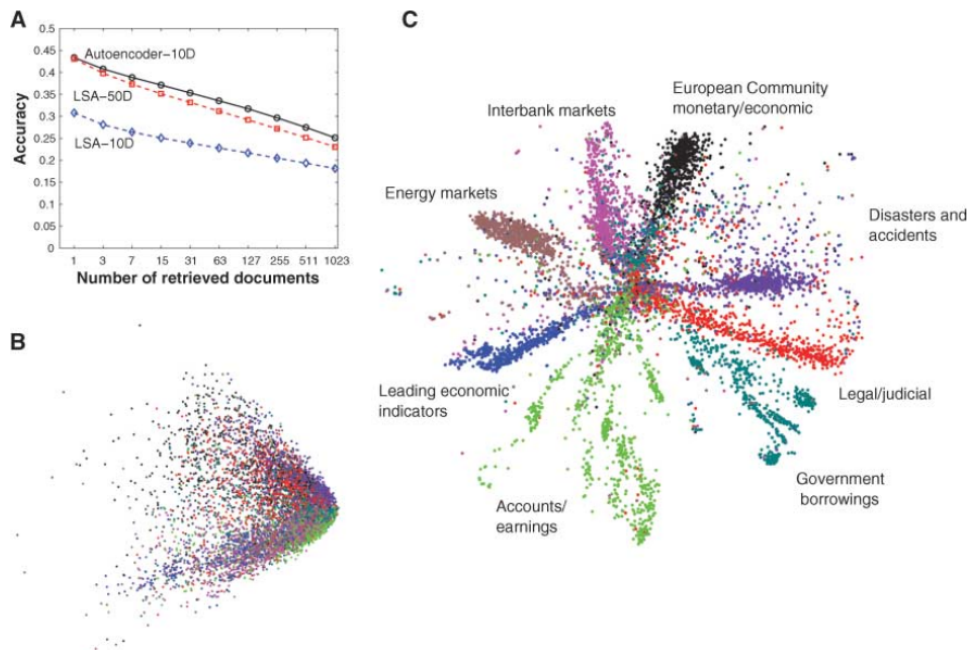 A
Accuracy
0.5
0.45
0.4
0.35
0.3
0.25
0.2
0.15
0.1
0.05
0
Autoencoder-10D
LSA-50D
LSA-10D
1 3 7 15 31 63 127 255 511 1023
Number of retrieved documents
B
C
European Community
monetary/economic
Interbank markets
Energy markets
Disasters and
accidents
Leading economic
indicators
Legal/judicial
Government
borrowings
Accounts/
earnings